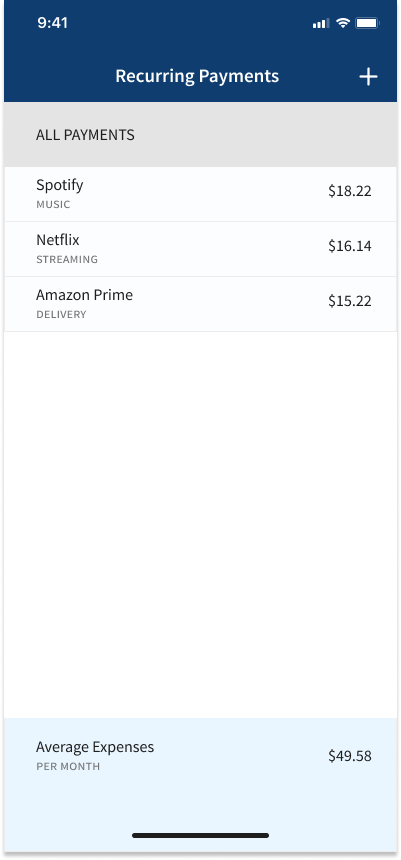 9:41
Recurring Payments
ALL PAYMENTS
Spotify
$18.22
MUSIC
Netflix
$16.14
STREAMING
Amazon Prime
$15.22
DELIVERY
Average Expenses
$49.58
PER MONTH